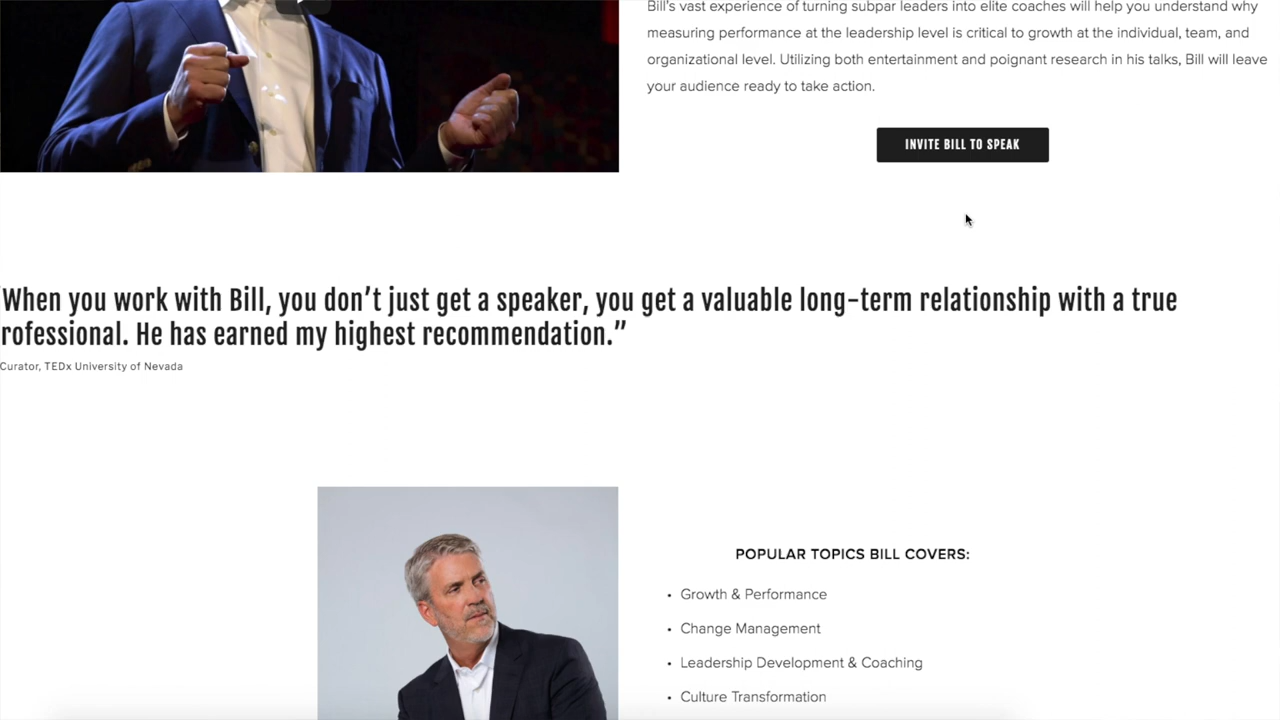 Bill's vast experience of turning subpar leaders into elite coaches will help you understand why
measuring performance at the leadership level is critical to growth at the individual, team, and
organizational level. Utilizing both entertainment and poignant research in his talks, Bill will leave
your audience ready to take action.
INVITE BILL TO SPEAK
When you work with Bill, you don’t just get a speaker, you get a valuable long-term relationship with a true
rofessional. He has earned my highest recommendation.”
Curator, TEDx University of Nevada
POPULAR TOPICS BILL COVERS:
• Growth & Performance
• Change Management
• Leadership Development & Coaching
• Culture Transformation